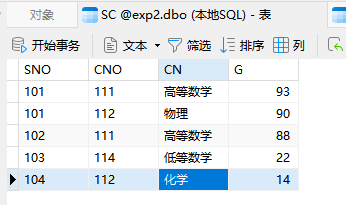 对象 SC @exp2.dbo (本地SQL) - 表
开始事务 文本 筛选 排序 列
SNO CNO CN G
101 111 高等数学 93
101 112 物理 90
102 111 高等数学 88
103 114 低等数学 22
104 112 化学 14